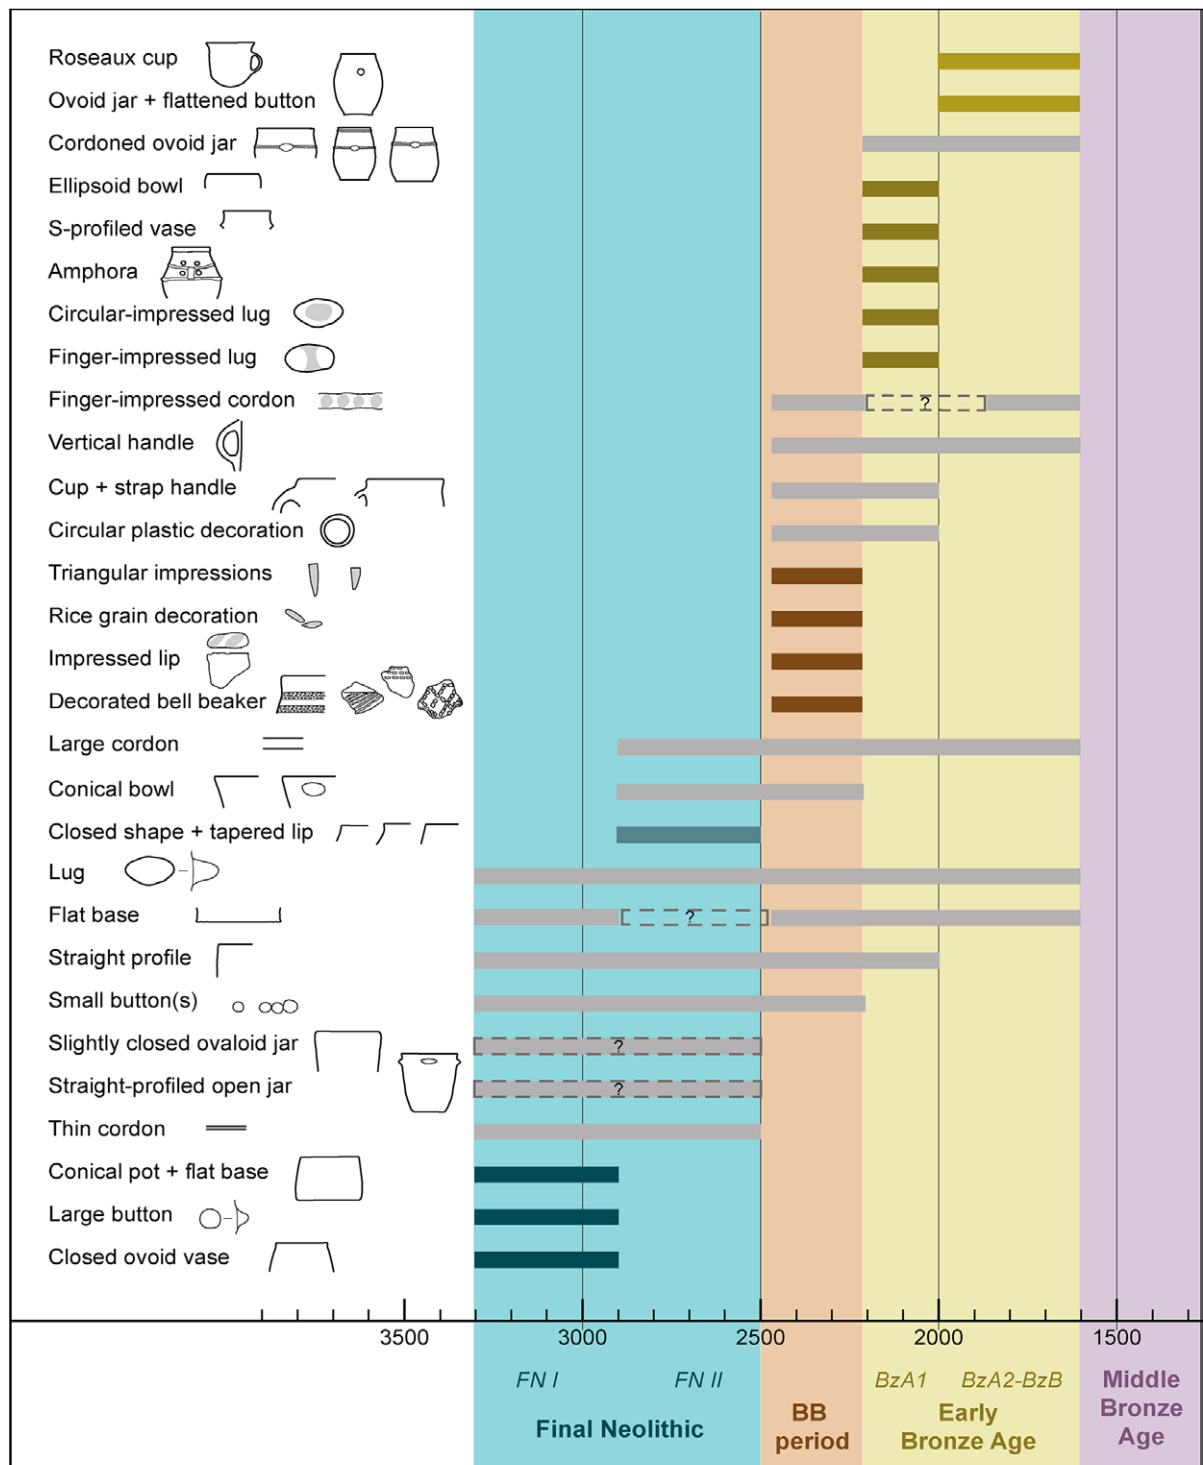 Roseaux cup
Ovoid jar + flattened button
Cordoned ovoid jar
Ellipsoid bowl
S-profiled vase
Amphora
Circular-impressed lug
Finger-impressed lug
Finger-impressed cordon
?
Vertical handle
Cup + strap handle
Circular plastic decoration
Triangular impressions
Rice grain decoration
Impressed lip
Decorated bell beaker
Large cordon
Conical bowl
Closed shape + tapered lip
Lug
Flat base
?
Straight profile
Small button(s)
Slightly closed ovaloid jar
?
Straight-profiled open jar
?
Thin cordon
Conical pot + flat base
Large button
Closed ovoid vase
3500 3000 2500 2000 1500
FN I FN II BzA1 BzA2-BzB
Final Neolithic
BB
period
Early
Bronze Age
Middle
Bronze
Age